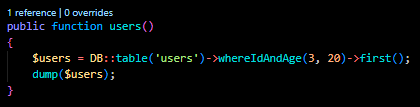 1 reference | 0 overrides
public function users()
{
    $users = DB::table('users')->whereIdAndAge(3, 20)->first();
    dump($users);
}